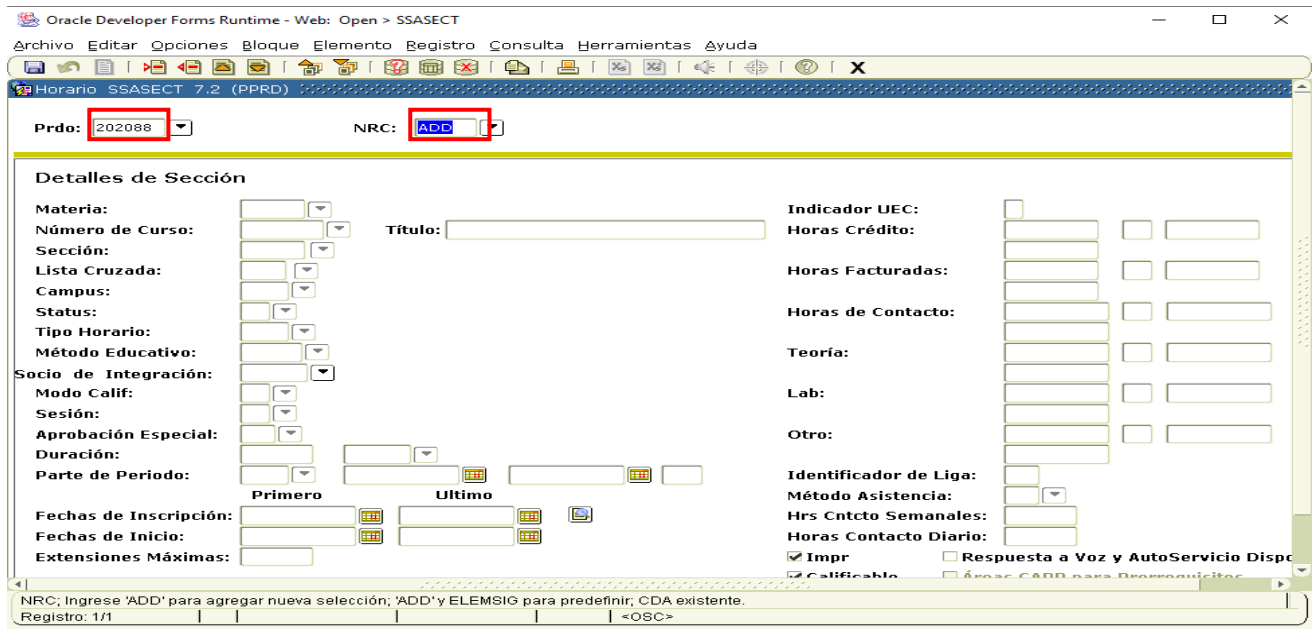 Oracle Developer Forms Runtime - Web: Open > SSASECT
Archivo Editar Opciones Bloque Elemento Registro Consulta Herramientas Ayuda
Horario SSASECT 7.2 (PPRD)
Prdo: 202088 NRC: ADD
Detalles de Sección
Materia: Indicador UEC:
Número de Curso: Título: Horas Crédito:
Sección:
Lista Cruzada: Horas Facturadas:
Campus:
Status: Horas de Contacto:
Tipo Horario:
Método Educativo: Teoría:
Socio de Integración:
Modo Calif: Lab:
Sesión:
Aprobación Especial: Otro:
Duración:
Parte de Periodo: Identificador de Liga:
Primero Ultimo Método Asistencia:
Fechas de Inscripción: Hrs Cntcto Semanales:
Fechas de Inicio: Horas Contacto Diario:
Extensiones Máximas: Impr Respuesta a Voz y AutoServicio Dispo
Calificable Áreas CAPP para Prerrequisitos
NRC; Ingrese 'ADD' para agregar nueva selección; 'ADD' y ELEMSIG para predefinir; CDA existente.
Registro: 1/1 <OSC>